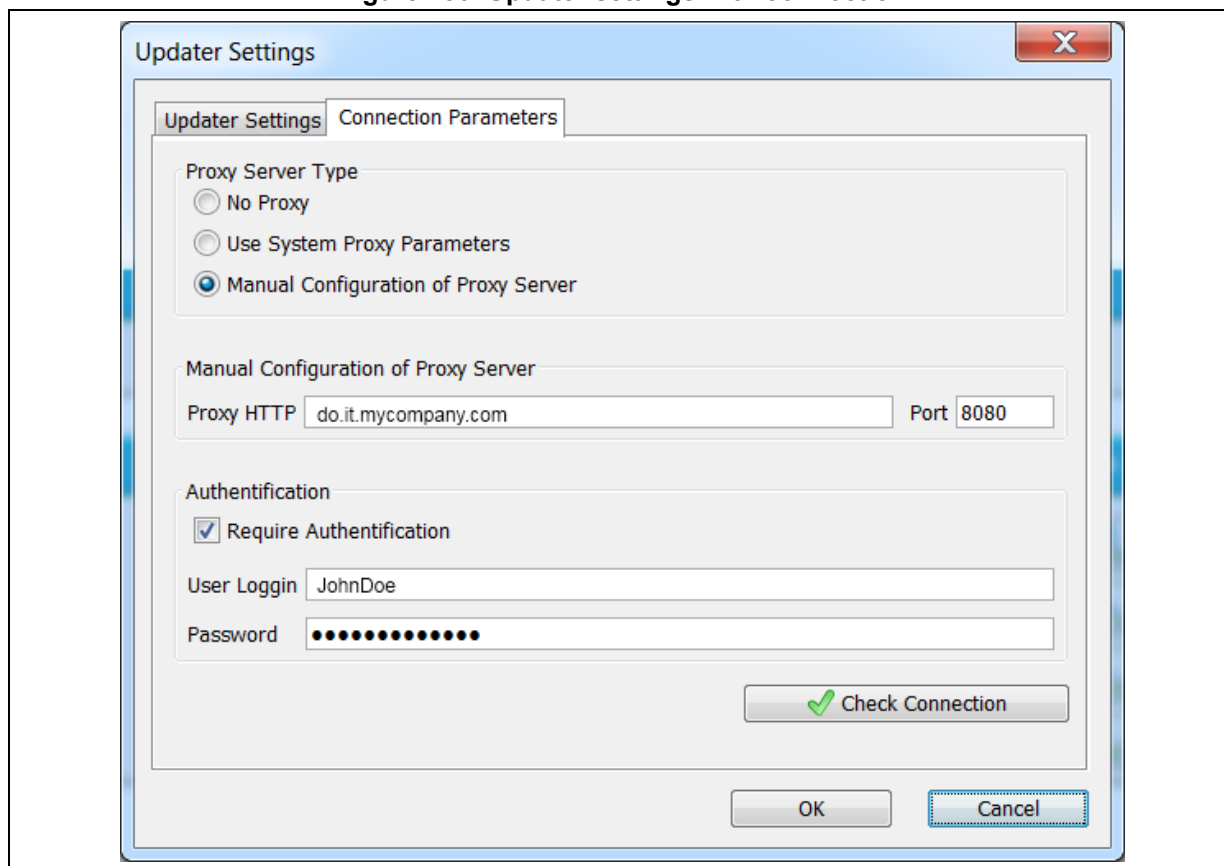 Updater Settings
Updater Settings Connection Parameters
Proxy Server Type
No Proxy
Use System Proxy Parameters
Manual Configuration of Proxy Server
Manual Configuration of Proxy Server
Proxy HTTP do.it.mycompany.com Port 8080
Authentification
Require Authentification
User Loggin JohnDoe
Password •••••••••••••
Check Connection
OK Cancel